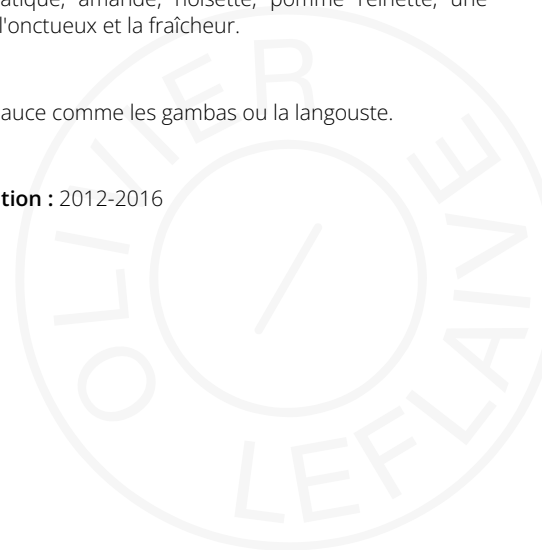 atique, amande, noisette, pomme reinette, une
l'onctueux et la fraîcheur.
auce comme les gambas ou la langouste.
tion : 2012-2016
OLIVIER
LEFLAIVE